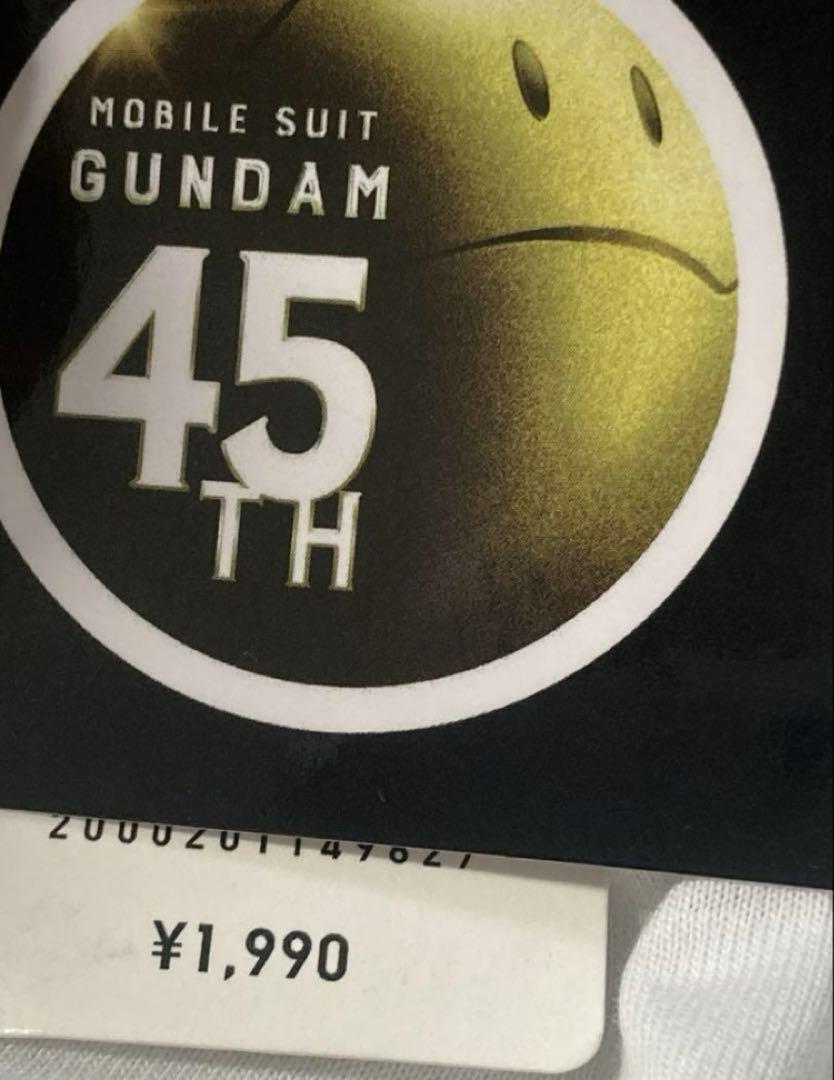 MOBILE SUIT
GUNDAM
45
TH
¥1,990